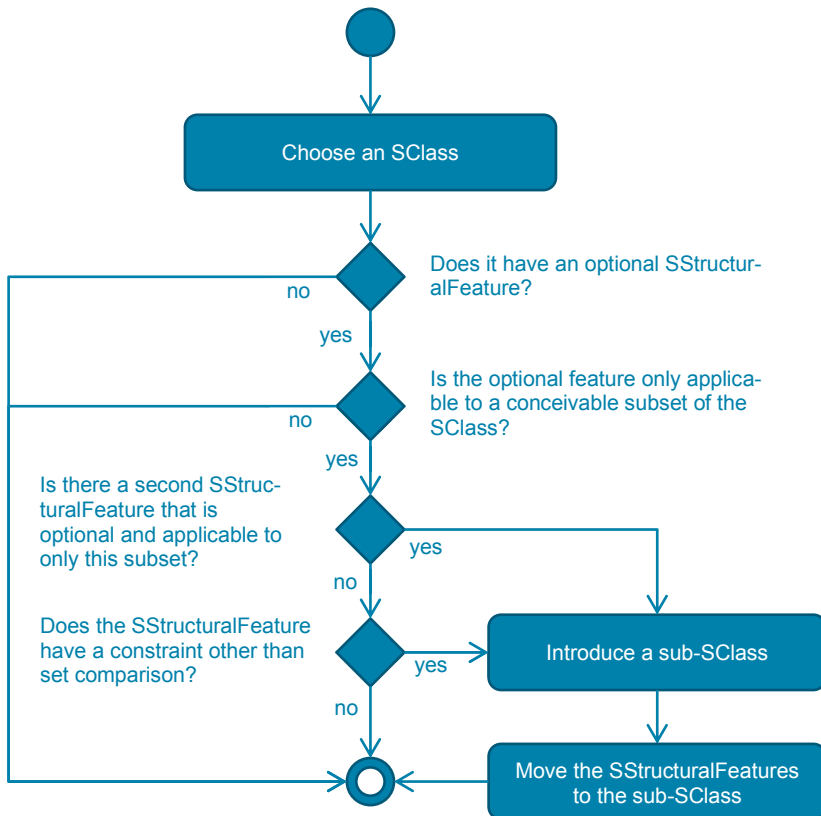 Choose an SClass
Does it have an optional SStructur-
alFeature?
no
yes
Is the optional feature only applica-
ble to a conceivable subset of the
SClass?
no
yes
Is there a second SStruc-
turalFeature that is
optional and applicable to
only this subset?
yes
no
Does the SStructuralFeature
have a constraint other than
set comparison?
yes
Introduce a sub-SClass
no
Move the SStructuralFeatures
to the sub-SClass